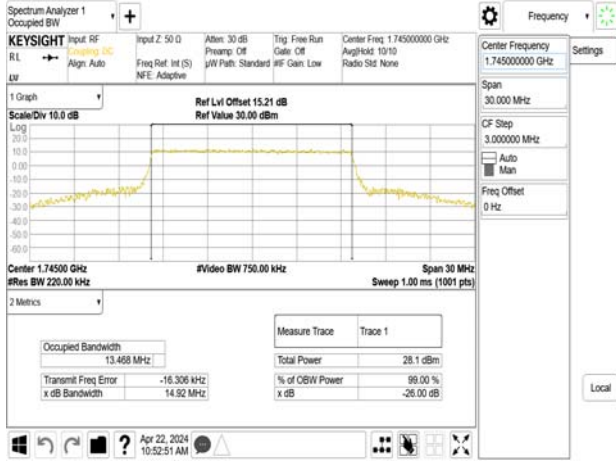 Spectrum Analyzer 1
Occupied BW
Frequency
KEYSIGHT
RL
Input: RF
Coupling: DC
Align: Auto
Input Z: 50 Ω
Freq Ref: Int (S)
NFE: Adaptive
Atten: 30 dB
Preamp: Off
µW Path: Standard
Trig: Free Run
Gate: Off
#IF Gain: Low
Center Freq: 1.745000000 GHz
Avg|Hold: 10/10
Radio Std: None
Center Frequency
1.745000000 GHz
Settings
Span
30.000 MHz
CF Step
3.000000 MHz
Auto
Man
Freq Offset
0 Hz
Local
1 Graph
Scale/Div 10.0 dB
Ref Lvl Offset 15.21 dB
Ref Value 30.00 dBm
Log
20.0
10.0
0.00
-10.0
-20.0
-30.0
-40.0
-50.0
-60.0
Center 1.74500 GHz
#Video BW 750.00 kHz
Span 30 MHz
#Res BW 220.00 kHz
Sweep 1.00 ms (1001 pts)
2 Metrics
Measure Trace
Trace 1
Occupied Bandwidth
13.468 MHz
Total Power
28.1 dBm
Transmit Freq Error
-16.306 kHz
% of OBW Power
99.00 %
x dB Bandwidth
14.92 MHz
x dB
-26.00 dB
?
Apr 22, 2024
10:52:51 AM